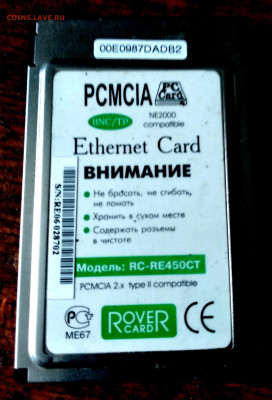 COINS.LAVE.RU
00E0987DADB2
PCMCIA PC Card
BNC/TP NE2000 compatible
Ethernet Card
ВНИМАНИЕ
• Не бросать, не сгибать, не ломать
• Хранить в сухом месте
• Содержать разъемы в чистоте
Модель: RC-RE450CT
PCMCIA 2.x type II compatible
S/N:RE06028702
РС
ME67
ROVER CARD
CE